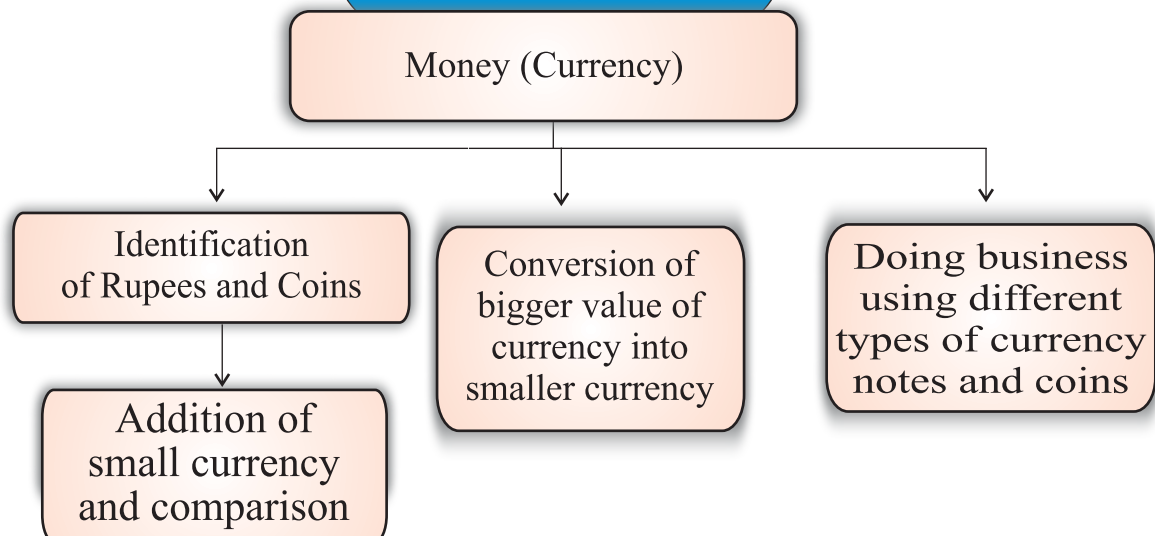 Money (Currency)
Identification
of Rupees and Coins
Conversion of
bigger value of
currency into
smaller currency
Doing business
using different
types of currency
notes and coins
Addition of
small currency
and comparison